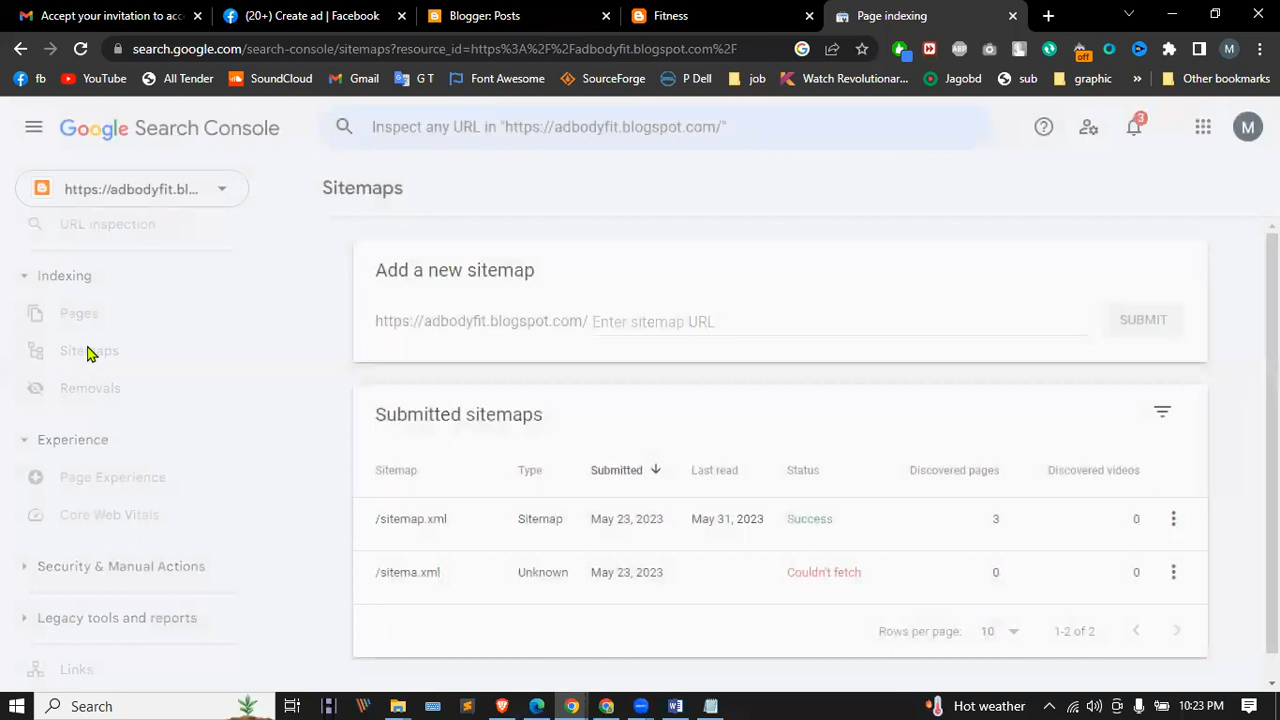 Accept your invitation to access
(20+) Create ad | Facebook
Blogger: Posts
Fitness
Page indexing
search.google.com/search-console/sitemaps?resource_id=https%3A%2F%2Fadbodyfit.blogspot.com%2F
M
fb
YouTube
All Tender
SoundCloud
Gmail
G T
Font Awesome
SourceForge
P Dell
job
Watch Revolutionar...
Jagobd
sub
graphic
»
Other bookmarks
off
Google Search Console
Inspect any URL in "https://adbodyfit.blogspot.com/"
3
M
https://adbodyfit.bl...
Sitemaps
URL inspection
Indexing
Pages
Sitemaps
Removals
Experience
Page Experience
Core Web Vitals
Security & Manual Actions
Legacy tools and reports
Links
Add a new sitemap
https://adbodyfit.blogspot.com/ Enter sitemap URL
SUBMIT
Submitted sitemaps
Sitemap Type Submitted Last read Status Discovered pages Discovered videos
/sitemap.xml Sitemap May 23, 2023 May 31, 2023 Success 3 0
/sitema.xml Unknown May 23, 2023 Couldn't fetch 0 0
Rows per page: 10 1-2 of 2
Search
Hot weather
10:23 PM